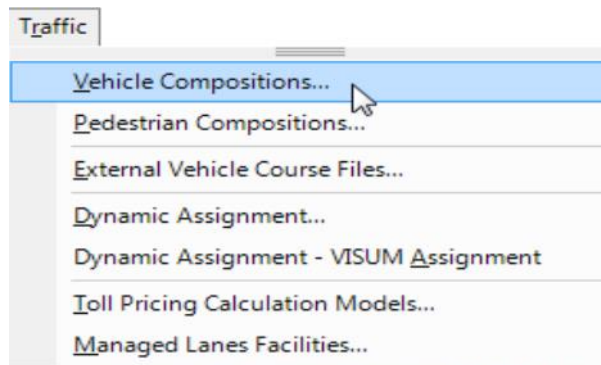 Traffic
Vehicle Compositions...
Pedestrian Compositions...
External Vehicle Course Files...
Dynamic Assignment...
Dynamic Assignment - VISUM Assignment
Toll Pricing Calculation Models...
Managed Lanes Facilities...